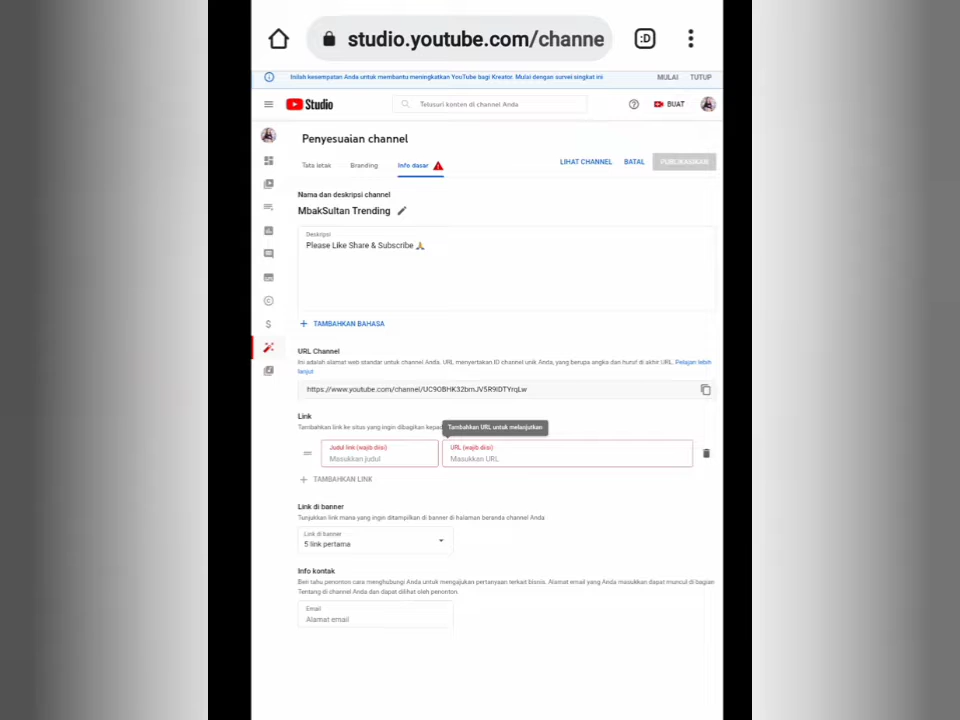 studio.youtube.com/channe
:D
Inilah kesempatan Anda untuk membantu meningkatkan YouTube bagi Kreator. Mulai dengan survei singkat ini
MULAI
TUTUP
Studio
Telusuri konten di channel Anda
BUAT
Penyesuaian channel
Tata letak
Branding
Info dasar
LIHAT CHANNEL
BATAL
PUBLIKASIKAN
Nama dan deskripsi channel
MbakSultan Trending
Deskripsi
Please Like Share & Subscribe 🙏
+ TAMBAHKAN BAHASA
URL Channel
Ini adalah alamat web standar untuk channel Anda. URL menyertakan ID channel unik Anda, yang berupa angka dan huruf di akhir URL. Pelajari lebih
lanjut
Link
Tambahkan link ke situs yang ingin dibagikan
Tambahkan URL untuk melanjutkan
Judul link (wajib diisi)
Masukkan judul
URL (wajib diisi)
Masukkan URL
+ TAMBAHKAN LINK
Link di banner
Tunjukkan link mana yang ingin ditampilkan di banner di halaman beranda channel Anda
Link di banner
5 link pertama
Info kontak
Beri tahu penonton cara menghubungi Anda untuk mengajukan pertanyaan terkait bisnis. Alamat email yang Anda masukkan dapat muncul di bagian
Tentang di channel Anda dan dapat dilihat oleh penonton.
Email
Alamat email